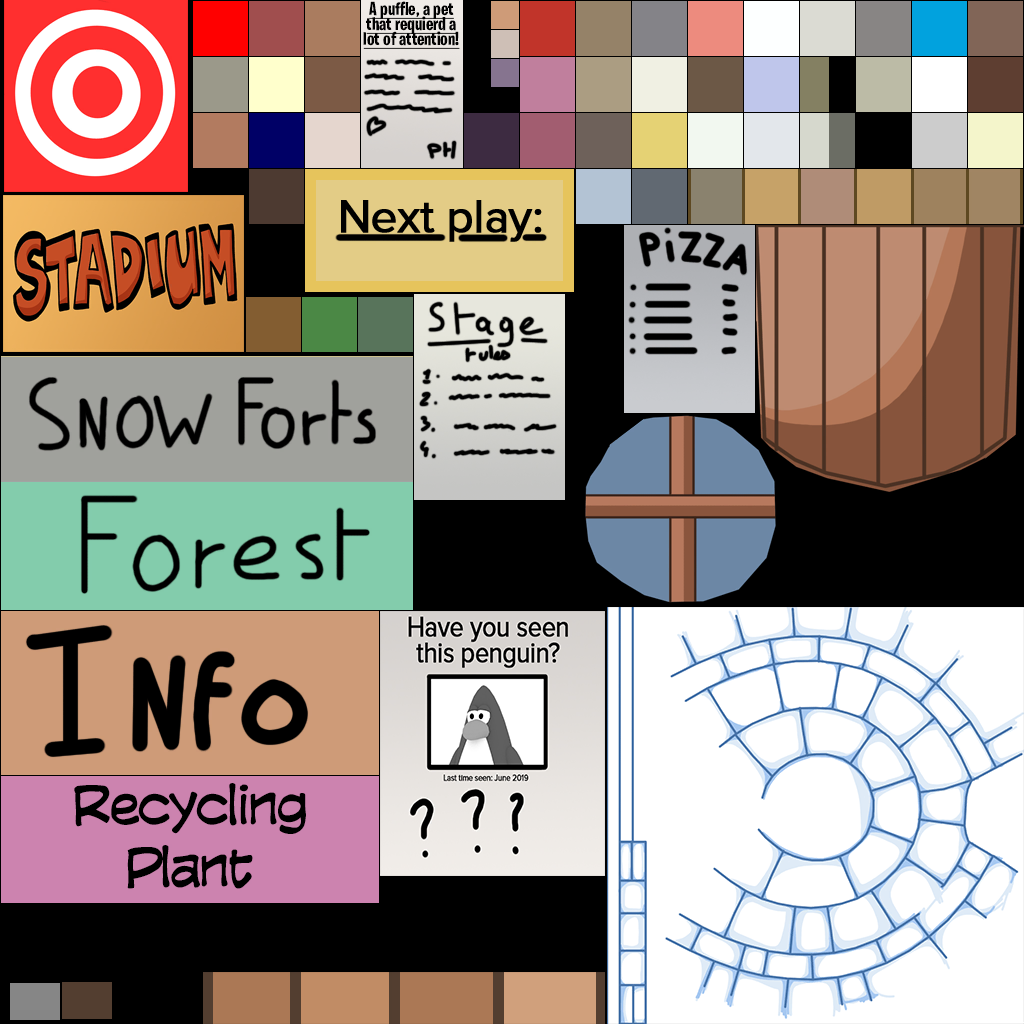 A puffle, a pet
that requierd a
lot of attention!
PH
STADIUM
Next play:
PiZZA
Stage
rules
1.
2.
3.
4.
SNOW Forts
Forest
INfo
Have you seen
this penguin?
Last time seen: June 2019
? ? ?
Recycling
Plant